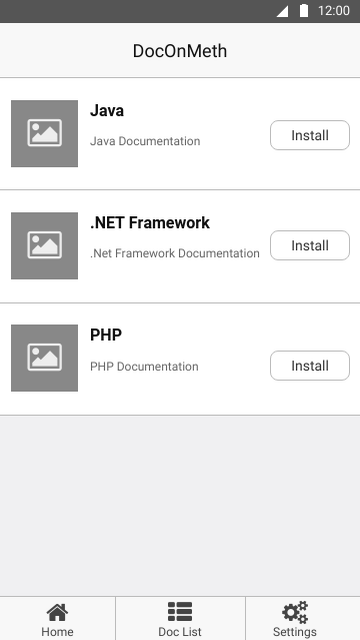 12:00
DocOnMeth
Java
Java Documentation
Install
.NET Framework
.Net Framework Documentation
Install
PHP
PHP Documentation
Install
Home
Doc List
Settings